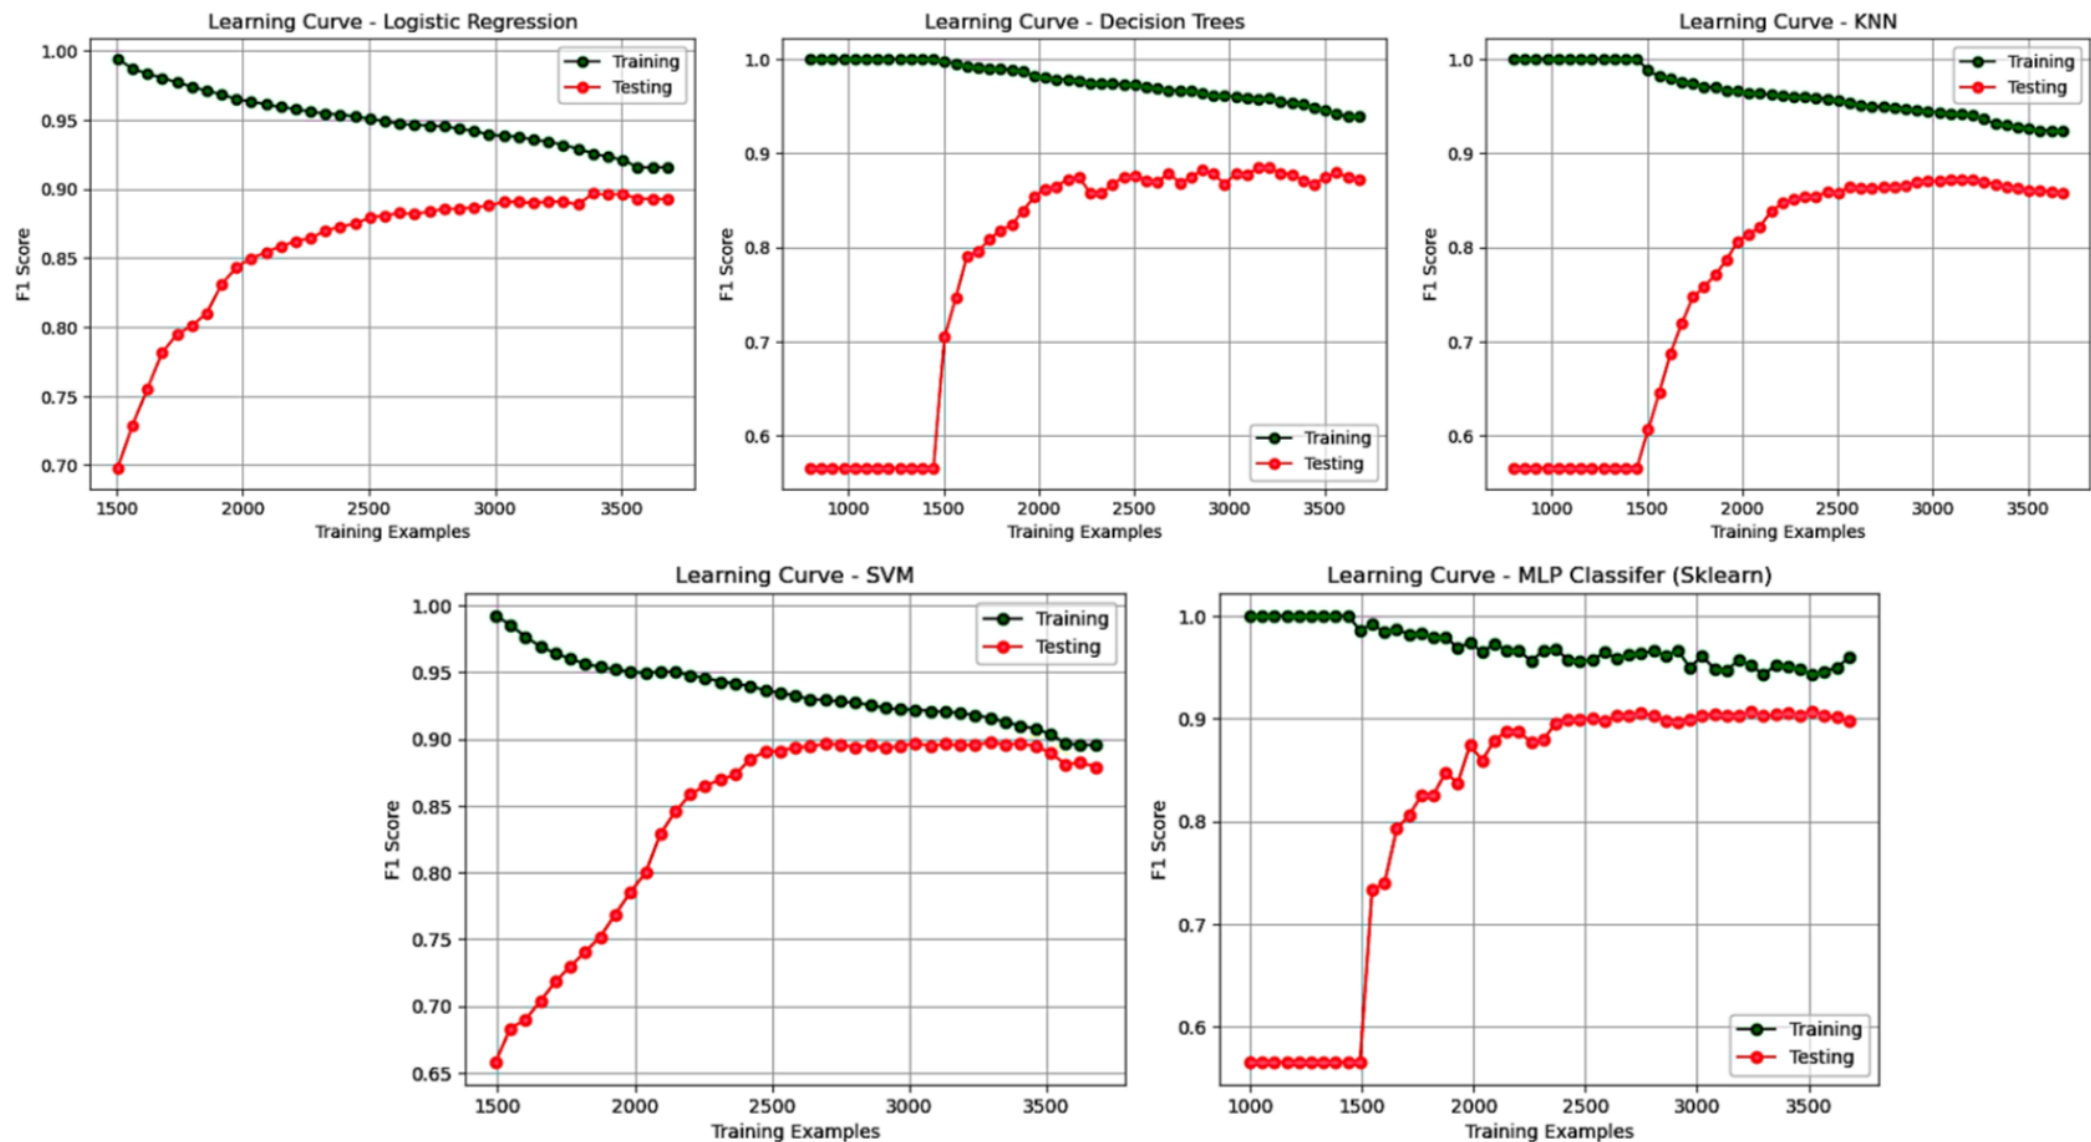 Learning Curve - Logistic Regression
1.00
0.95
0.90
0.85
0.80
0.75
0.70
F1 Score
Training
Testing
1500 2000 2500 3000 3500
Training Examples
Learning Curve - Decision Trees
1.0
0.9
0.8
0.7
0.6
F1 Score
Training
Testing
1000 1500 2000 2500 3000 3500
Training Examples
Learning Curve - KNN
1.0
0.9
0.8
0.7
0.6
F1 Score
Training
Testing
1000 1500 2000 2500 3000 3500
Training Examples
Learning Curve - SVM
1.00
0.95
0.90
0.85
0.80
0.75
0.70
0.65
F1 Score
Training
Testing
1500 2000 2500 3000 3500
Training Examples
Learning Curve - MLP Classifer (Sklearn)
1.0
0.9
0.8
0.7
0.6
F1 Score
Training
Testing
1000 1500 2000 2500 3000 3500
Training Examples